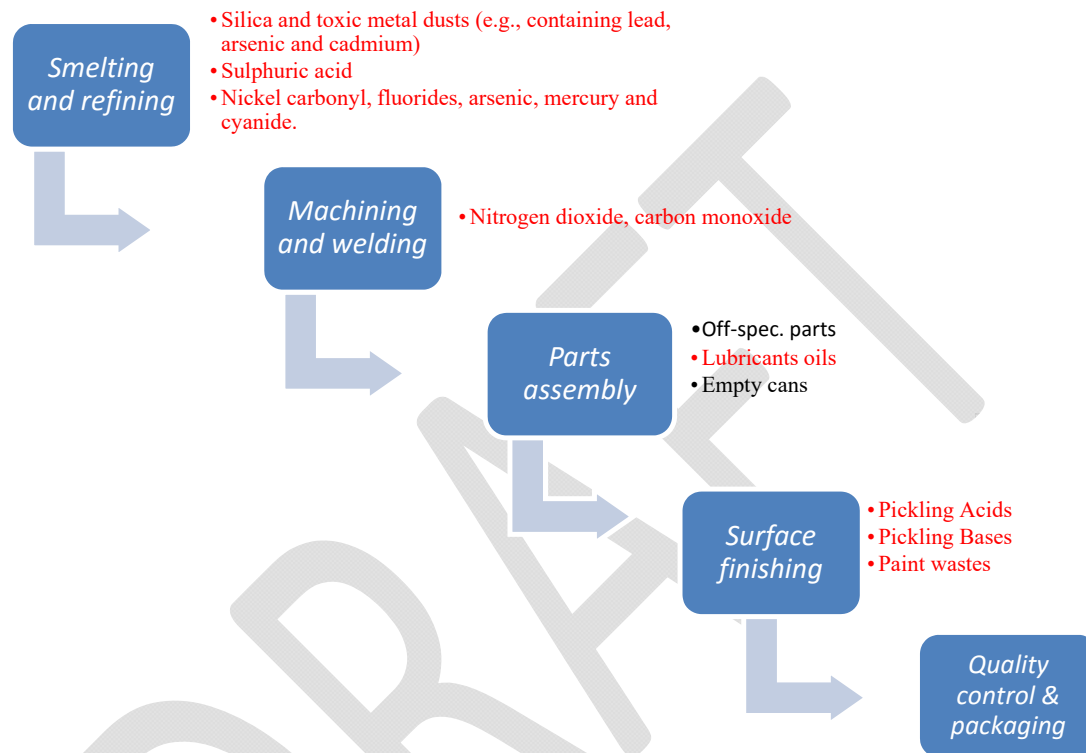 Smelting
and refining
• Silica and toxic metal dusts (e.g., containing lead,
arsenic and cadmium)
• Sulphuric acid
• Nickel carbonyl, fluorides, arsenic, mercury and
cyanide.
Machining
and welding
• Nitrogen dioxide, carbon monoxide
Parts
assembly
•Off-spec. parts
• Lubricants oils
• Empty cans
Surface
finishing
• Pickling Acids
• Pickling Bases
• Paint wastes
Quality
control &
packaging
DRAFT